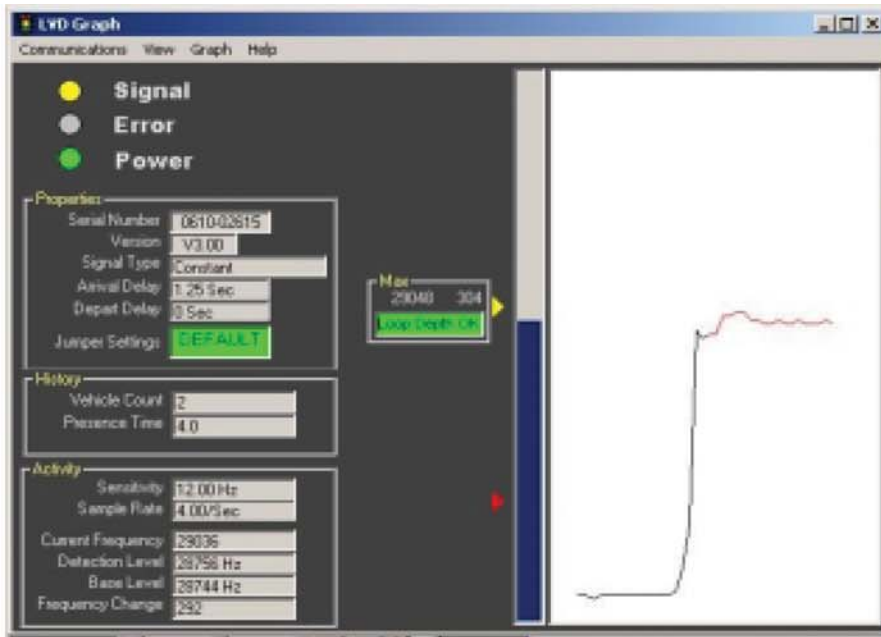 LVD Graph
Communications View Graph Help
Signal
Error
Power
Properties
Serial Number 0610-02615
Version V3.00
Signal Type Constant
Arrival Delay 1.25 Sec
Depart Delay 0 Sec
Jumper Settings DEFAULT
Max
29048 304
Loop Depth OK
History
Vehicle Count 2
Presence Time 4.0
Activity
Sensitivity 12.00 Hz
Sample Rate 4.00/Sec
Current Frequency 29036
Detection Level 28756 Hz
Base Level 28744 Hz
Frequency Change 292